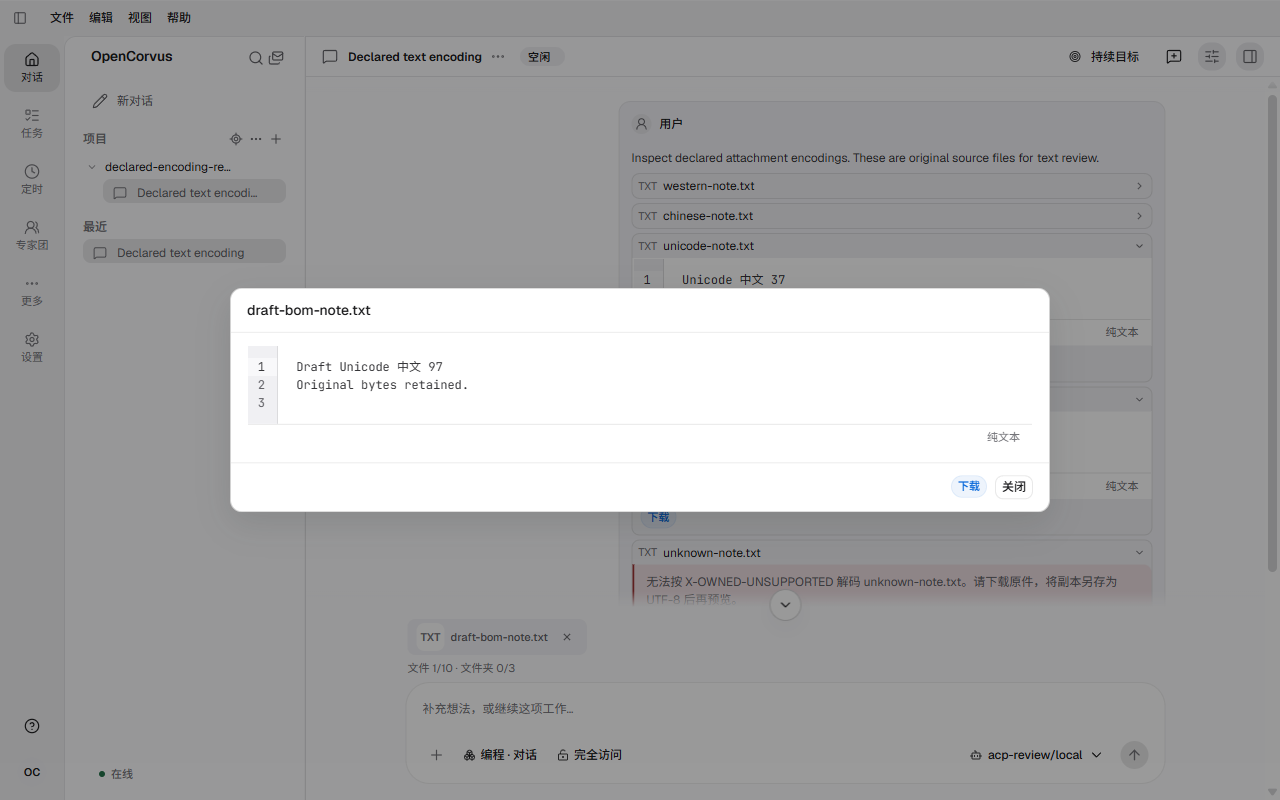 文件 编辑 视图 帮助
对话
任务
定时
专家团
更多
设置
OC
OpenCorvus
新对话
项目
declared-encoding-re...
Declared text encodi...
最近
Declared text encoding
在线
Declared text encoding
空闲
持续目标
用户
Inspect declared attachment encodings. These are original source files for text review.
TXT western-note.txt
TXT chinese-note.txt
TXT unicode-note.txt
1 Unicode 中文 37
纯文本
draft-bom-note.txt
1 Draft Unicode 中文 97
2 Original bytes retained.
3
纯文本
下载 关闭
纯文本
下载
TXT unknown-note.txt
无法按 X-OWNED-UNSUPPORTED 解码 unknown-note.txt。请下载原件，将副本另存为
UTF-8 后再预览。
TXT draft-bom-note.txt
文件 1/10 · 文件夹 0/3
补充想法，或继续这项工作...
编程 · 对话 完全访问 acp-review/local